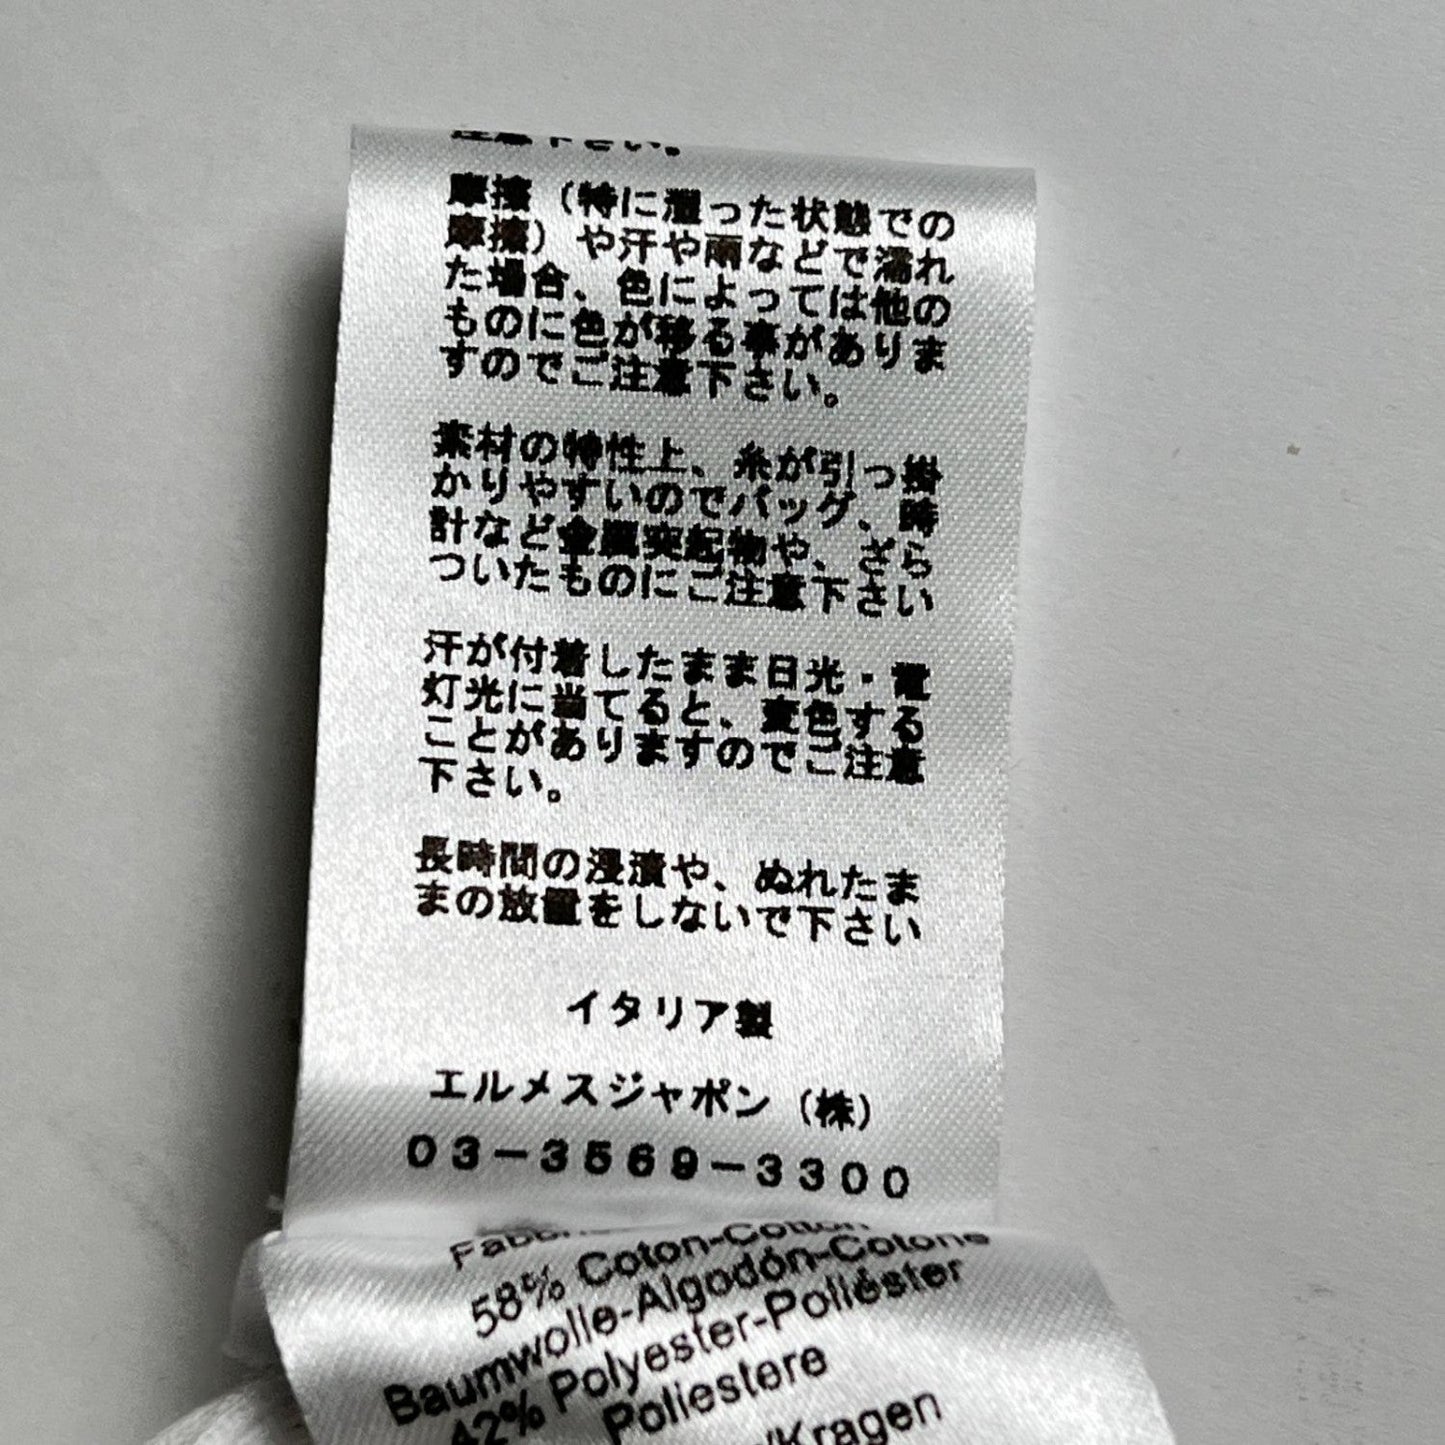 注意下さい。
摩擦（特に湿った状態での
摩擦）や汗や雨などで濡れ
た場合、色によっては他の
ものに色が移る事がありま
すのでご注意下さい。
素材の特性上、糸が引っ掛
かりやすいのでバッグ、時
計など金属突起物や、ざら
ついたものにご注意下さい
汗が付着したまま日光・電
灯光に当てると、変色する
ことがありますのでご注意
下さい。
長時間の浸漬や、ぬれたま
まの放置をしないで下さい
イタリア製
エルメスジャポン（株）
０３－３５６９－３３００
58% Coton-Cotton
Baumwolle-Algodón-Cotone
42% Polyester-Poliéster
Poliestere
/Kragen